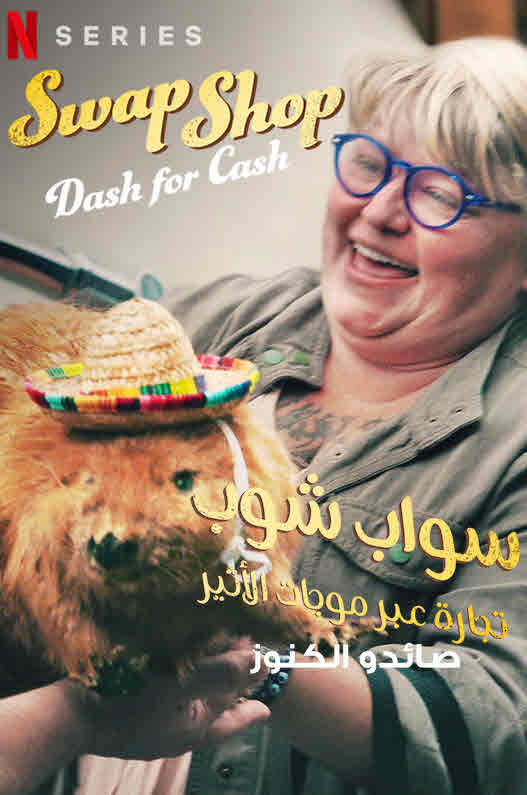 N SERIES
Swap Shop
Dash for Cash
سواب شوب
تجارة عبر موجات الأثير
صائدو الكنوز